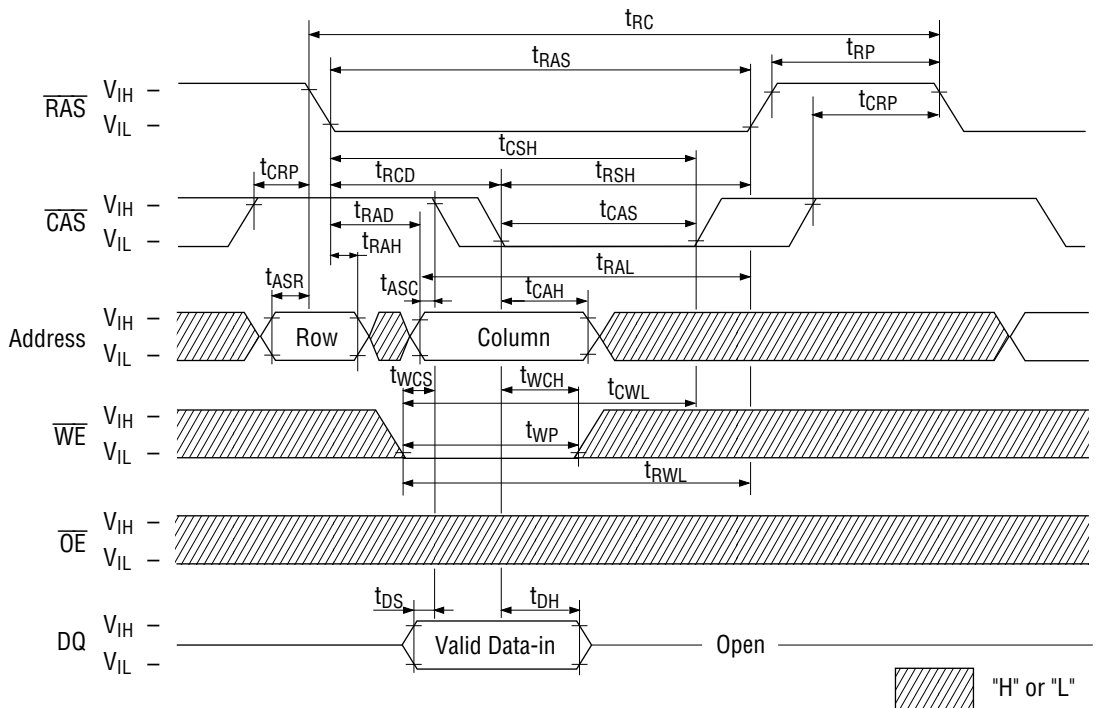 tRC
tRAS
tRP
RAS
VIH –
VIL –
tCRP
tCSH
tCRP
tRCD
tRSH
CAS
VIH –
VIL –
tRAD
tCAS
tRAH
tRAL
tASR
tASC
tCAH
Address
VIH –
VIL –
Row
Column
tWCS
tWCH
tCWL
WE
VIH –
VIL –
tWP
tRWL
OE
VIH –
VIL –
tDS
tDH
DQ
VIH –
VIL –
Valid Data-in
Open
"H" or "L"